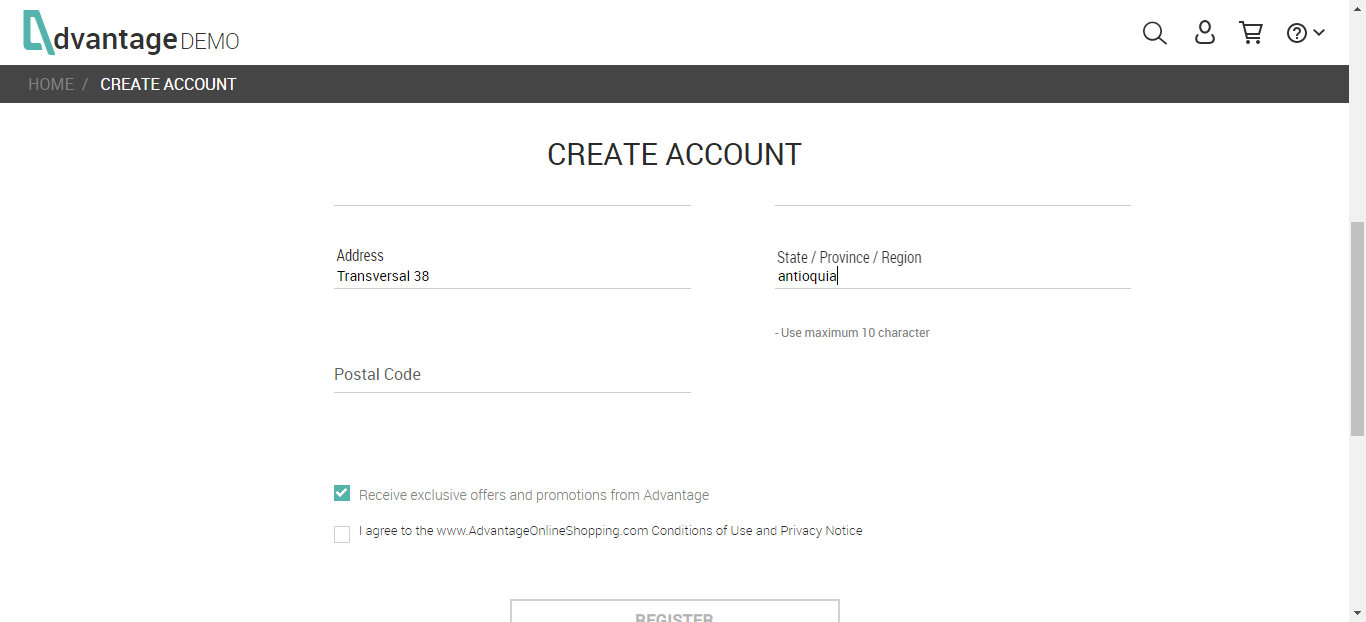 dvantage DEMO
HOME / CREATE ACCOUNT
CREATE ACCOUNT
Address
Transversal 38
State / Province / Region
antioquia
- Use maximum 10 character
Postal Code
Receive exclusive offers and promotions from Advantage
I agree to the www.AdvantageOnlineShopping.com Conditions of Use and Privacy Notice
REGISTER